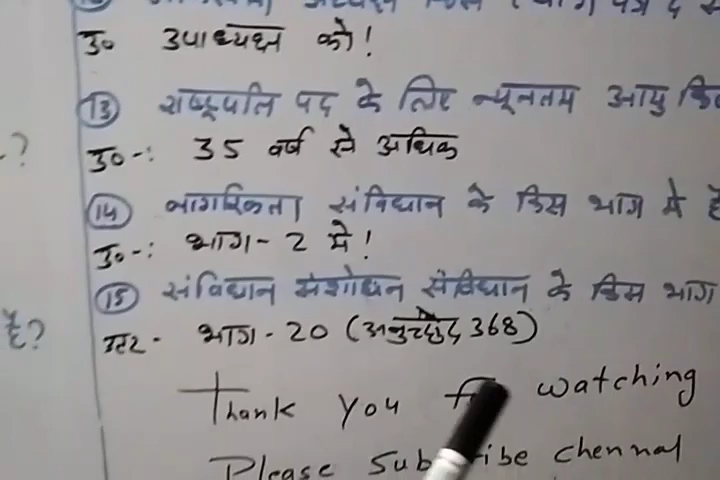 त्याग पत्र
उ० उपाध्यक्ष को!
13 राष्ट्रपति पद के लिए न्यूनतम आयु
?
उ०-: 35 वर्ष से अधिक
14 नागरिकता संविधान के किस भाग में
उ०-: भाग-2 में!
15 संविधान संशोधन संविधान के किस भाग
है?
उत्तर- भाग-20 (अनुच्छेद 368)
Thank you watching
Please chennal